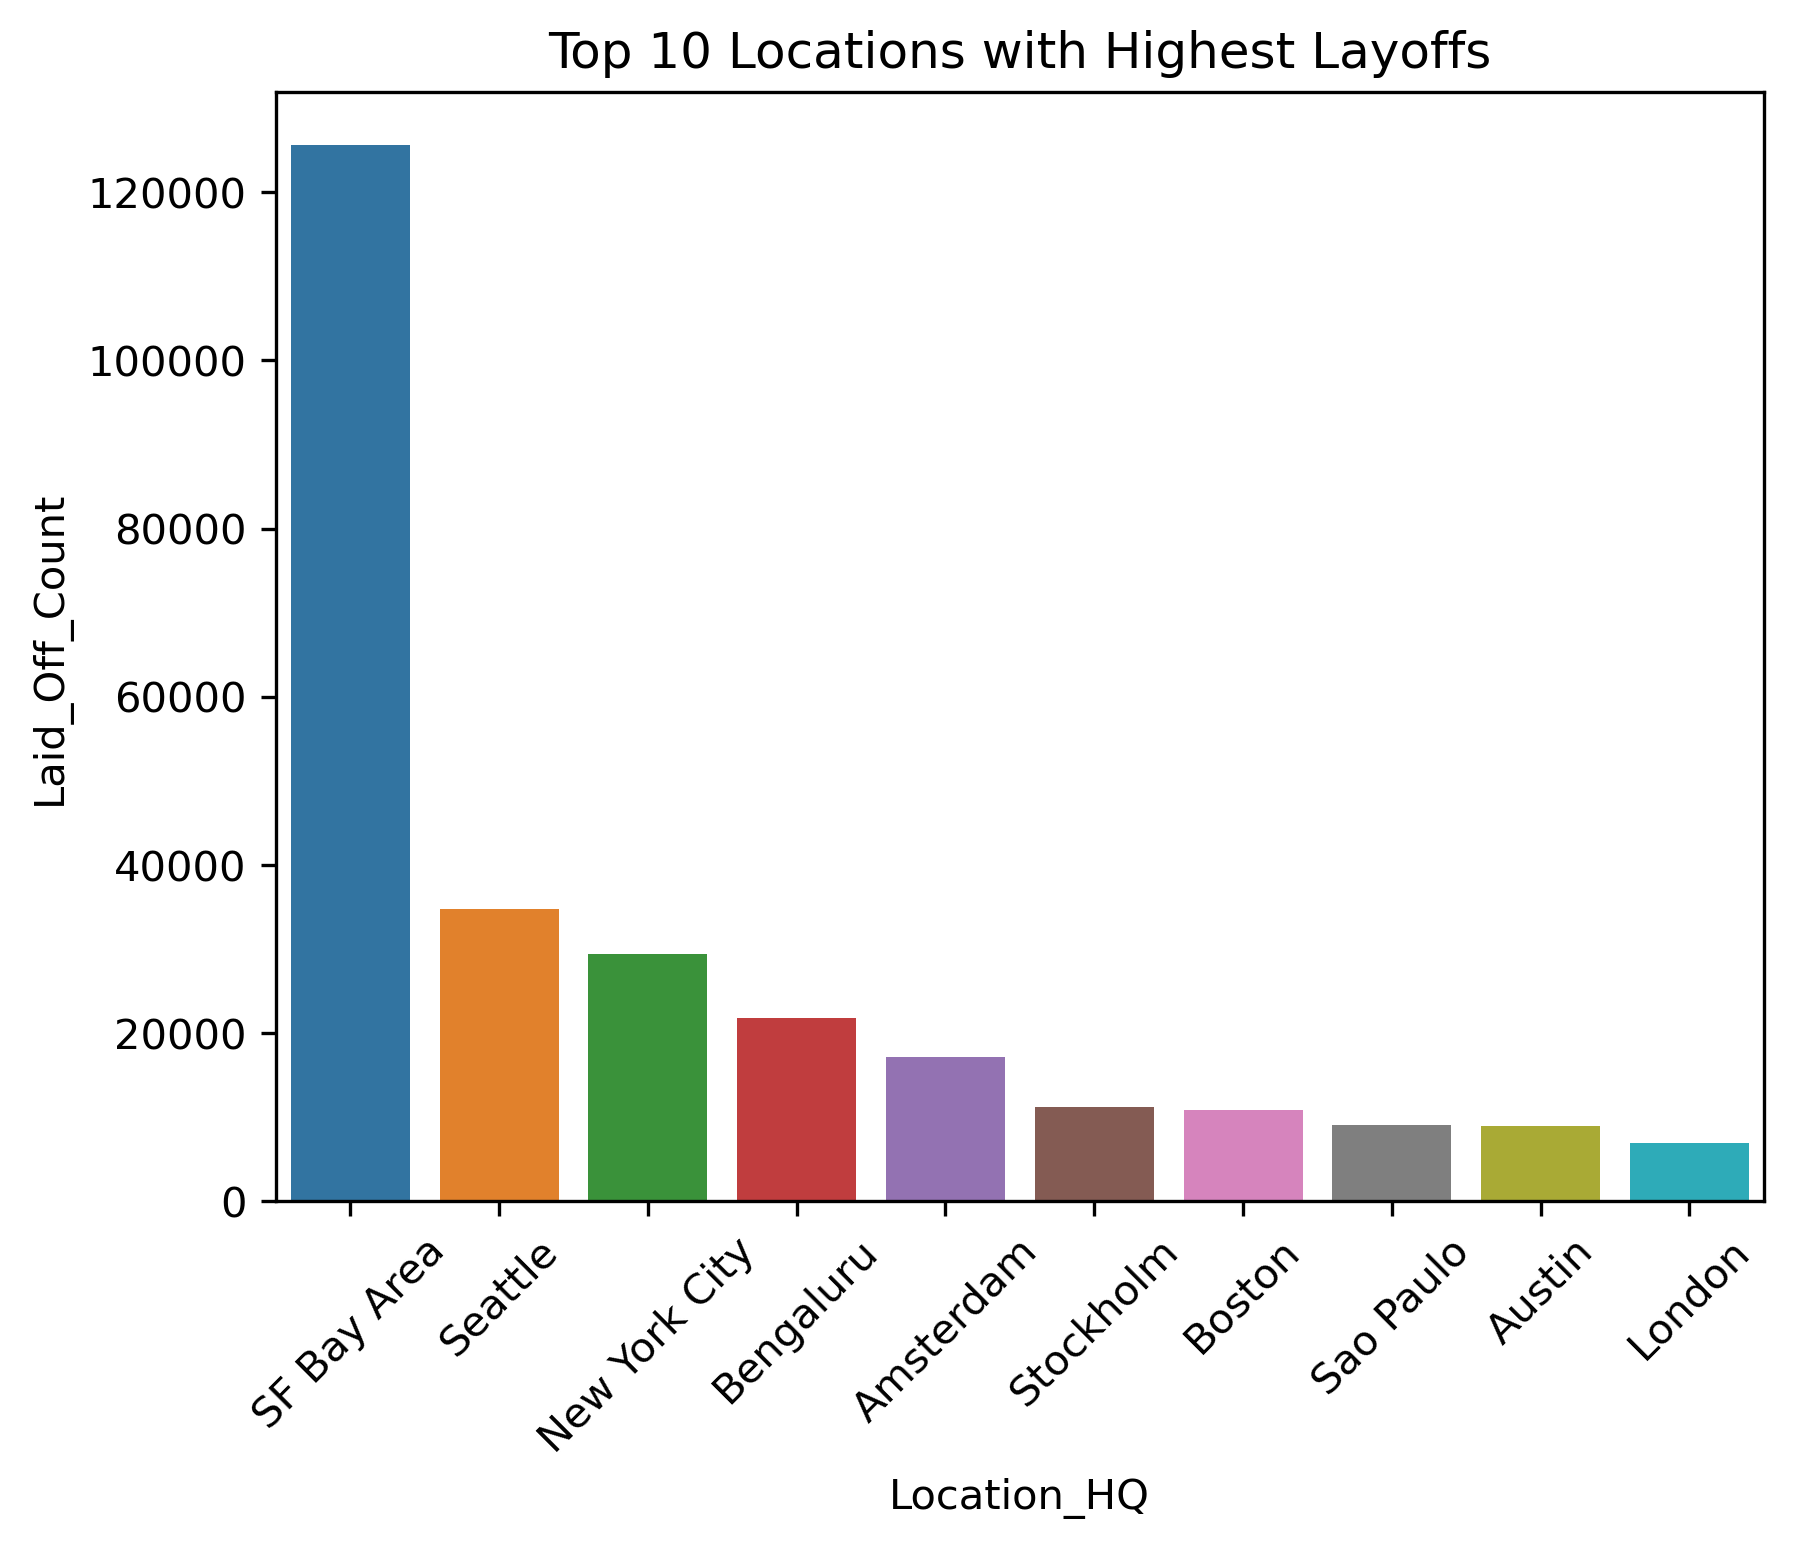 Top 10 Locations with Highest Layoffs
Laid_Off_Count
120000
100000
80000
60000
40000
20000
0
SF Bay Area
Seattle
New York City
Bengaluru
Amsterdam
Stockholm
Boston
Sao Paulo
Austin
London
Location_HQ